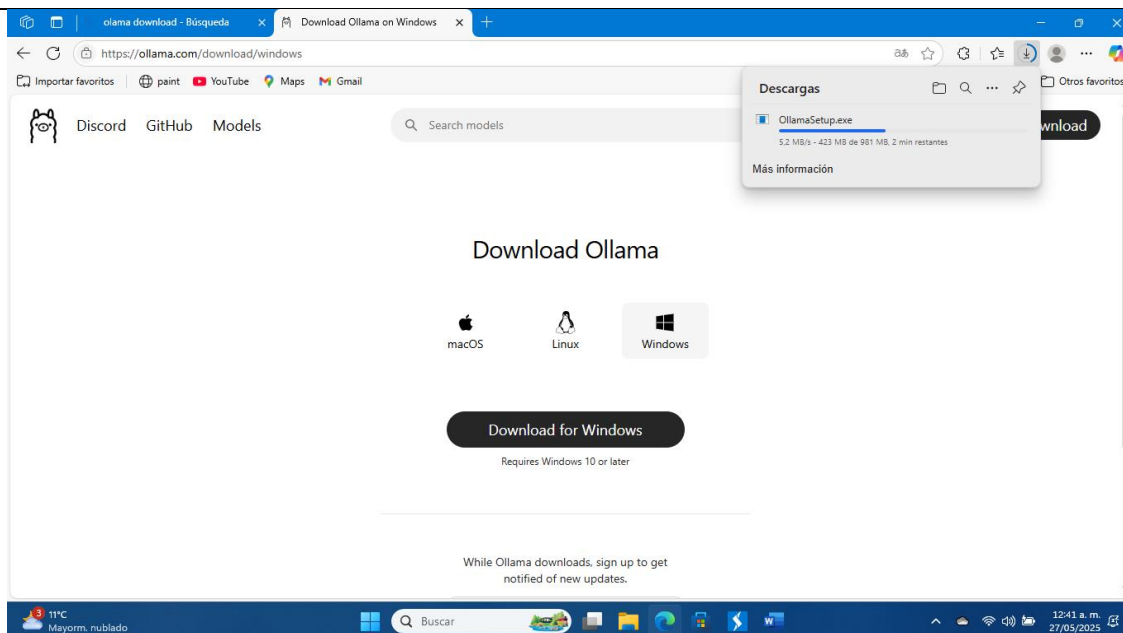 olama download - Búsqueda
Download Ollama on Windows
https://ollama.com/download/windows
Importar favoritos
paint
YouTube
Maps
Gmail
Otros favoritos
Descargas
OllamaSetup.exe
5,2 MB/s - 423 MB de 981 MB, 2 min restantes
Más información
Discord GitHub Models
Search models
wnload
Download Ollama
macOS
Linux
Windows
Download for Windows
Requires Windows 10 or later
While Ollama downloads, sign up to get
notified of new updates.
3
11°C
Mayorm. nublado
Buscar
12:41 a. m.
27/05/2025